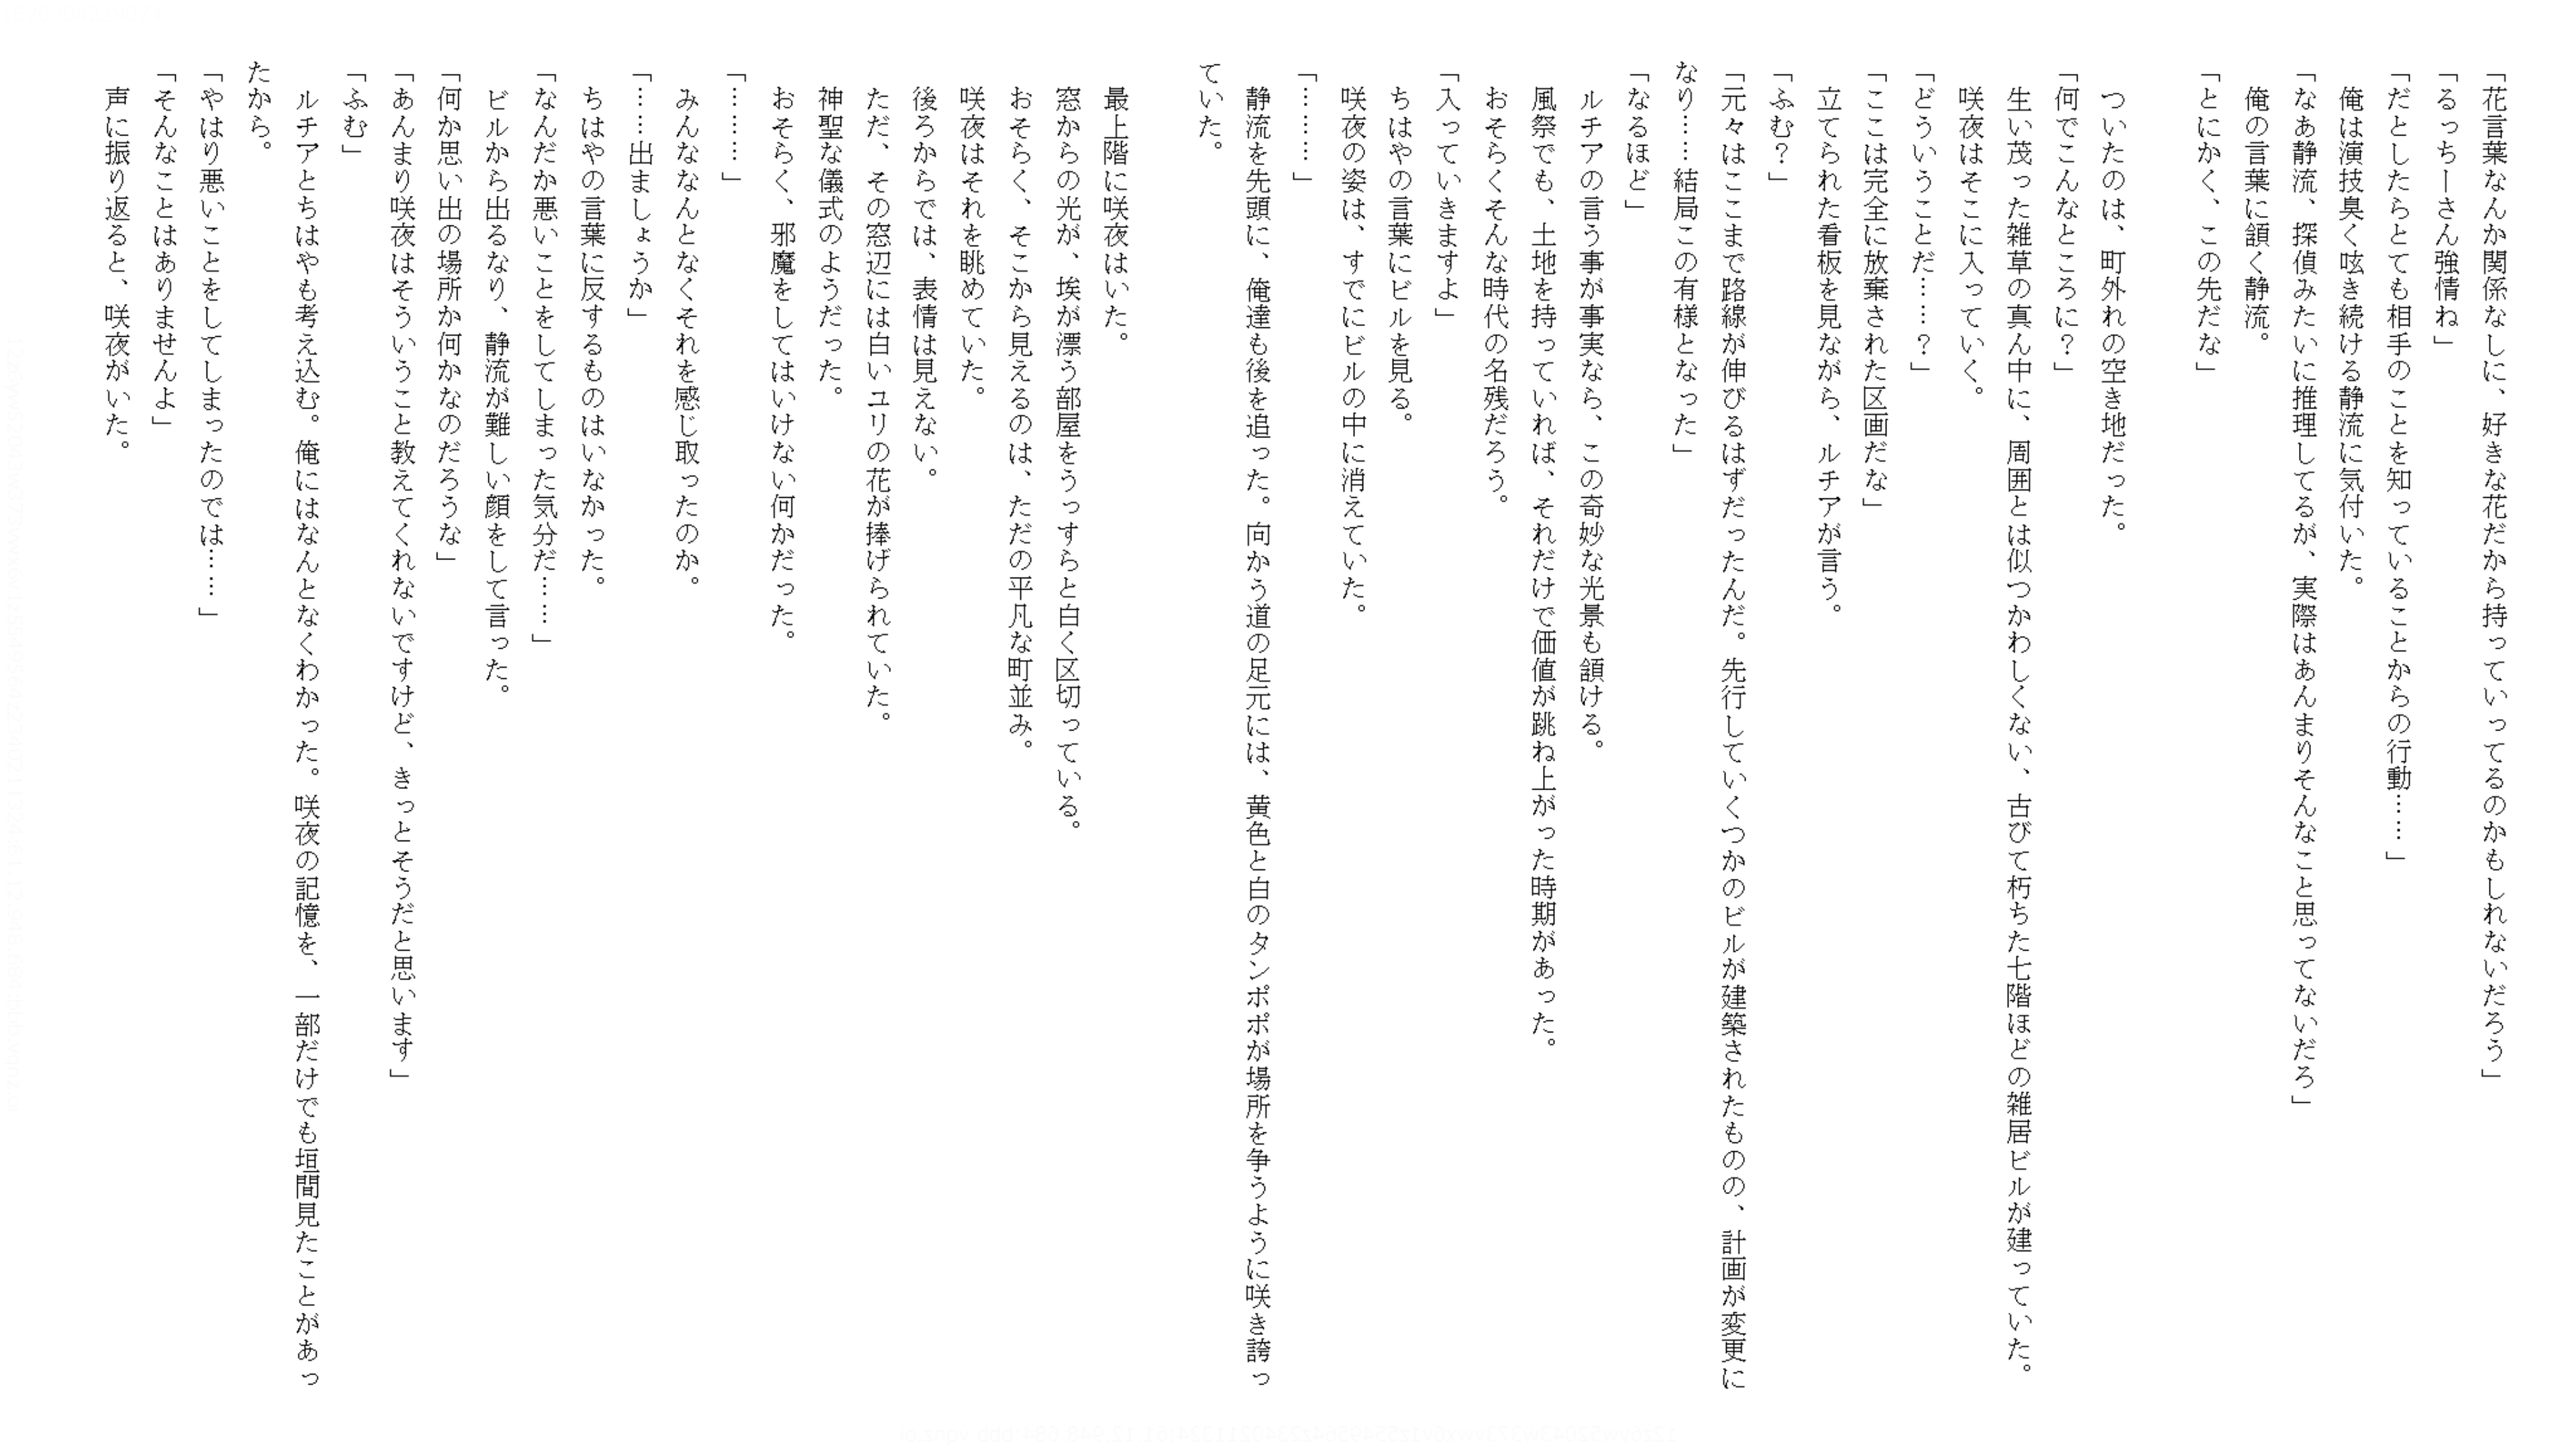 「花言葉なんか関係なしに、好きな花だから持っていってるのかもしれないだろう」
「るっちーさん強情ね」
「だとしたらとても相手のことを知っていることからの行動……」
俺は演技臭く呟き続ける静流に気付いた。
「なあ静流、探偵みたいに推理してるが、実際はあんまりそんなこと思ってないだろ」
俺の言葉に頷く静流。
「とにかく、この先だな」
ついたのは、町外れの空き地だった。
「何でこんなところに？」
生い茂った雑草の真ん中に、周囲とは似つかわしくない、古びて朽ちた七階ほどの雑居ビルが建っていた。
咲夜はそこに入っていく。
「どういうことだ……？」
「ここは完全に放棄された区画だな」
立てられた看板を見ながら、ルチアが言う。
「ふむ？」
「元々はここまで路線が伸びるはずだったんだ。先行していくつかのビルが建築されたものの、計画が変更に
なり……結局この有様となった」
「なるほど」
ルチアの言う事が事実なら、この奇妙な光景も頷ける。
風祭でも、土地を持っていれば、それだけで価値が跳ね上がった時期があった。
おそらくそんな時代の名残だろう。
「入っていきますよ」
ちはやの言葉にビルを見る。
咲夜の姿は、すでにビルの中に消えていた。
「………」
静流を先頭に、俺達も後を追った。向かう道の足元には、黄色と白のタンポポが場所を争うように咲き誇っ
ていた。
最上階に咲夜はいた。
窓からの光が、埃が漂う部屋をうっすらと白く区切っている。
おそらく、そこから見えるのは、ただの平凡な町並み。
咲夜はそれを眺めていた。
後ろからでは、表情は見えない。
ただ、その窓辺には白いユリの花が捧げられていた。
神聖な儀式のようだった。
おそらく、邪魔をしてはいけない何かだった。
「………」
みんななんとなくそれを感じ取ったのか。
「……出ましょうか」
ちはやの言葉に反するものはいなかった。
「なんだか悪いことをしてしまった気分だ……」
ビルから出るなり、静流が難しい顔をして言った。
「何か思い出の場所か何かなのだろうな」
「あんまり咲夜はそういうこと教えてくれないですけど、きっとそうだと思います」
「ふむ」
ルチアとちはやも考え込む。俺にはなんとなくわかった。咲夜の記憶を、一部だけでも垣間見たことがあっ
たから。
「やはり悪いことをしてしまったのでは……」
「そんなことはありませんよ」
声に振り返ると、咲夜がいた。